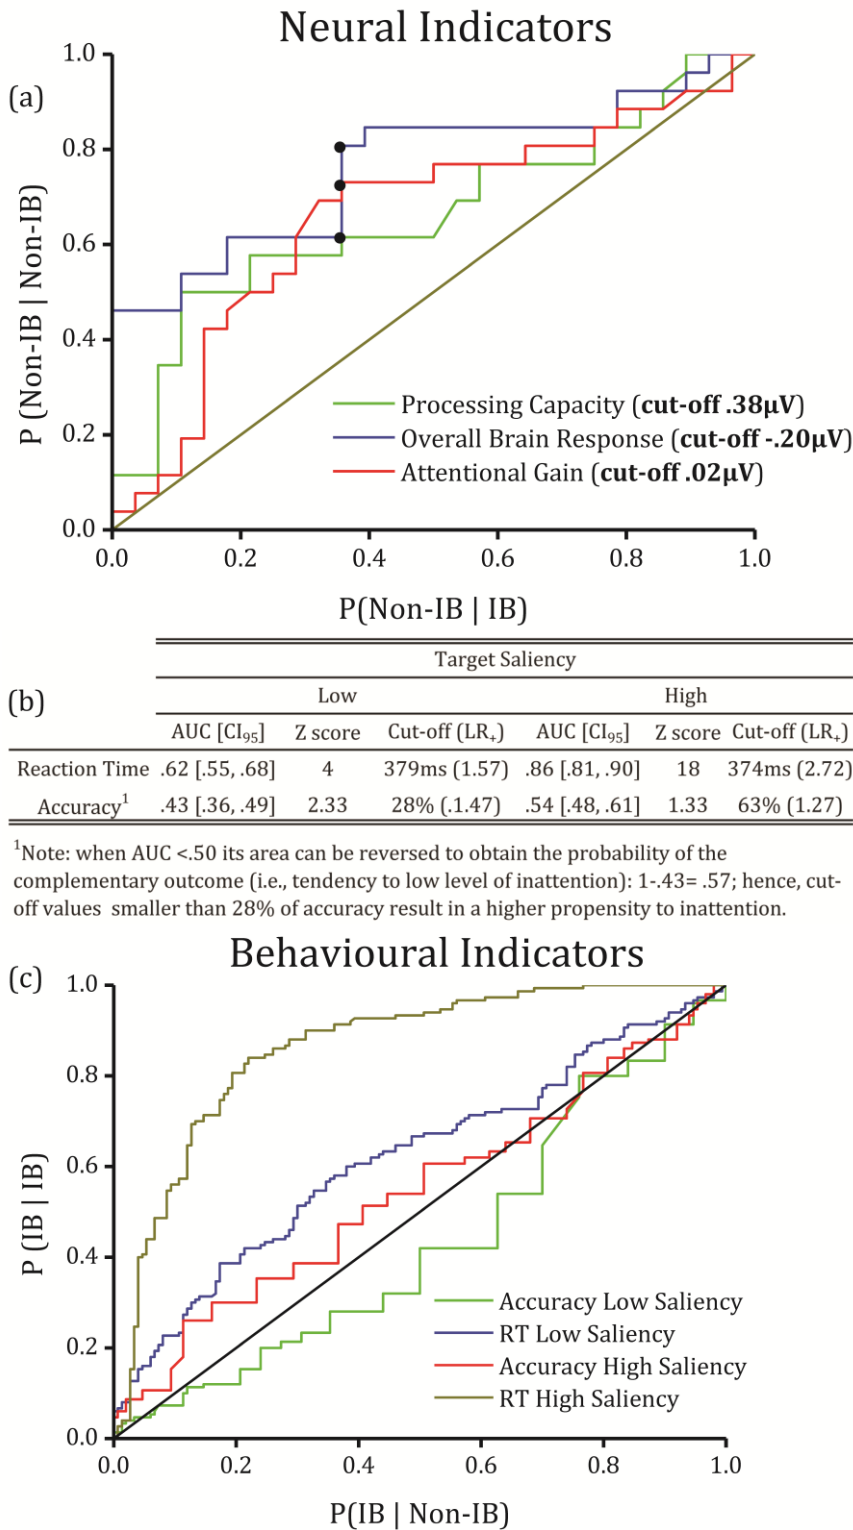 Neural Indicators
(a)
1.0
0.8
0.6
0.4
0.2
0.0
P (Non-IB | Non-IB)
Processing Capacity (cut-off .38µV)
Overall Brain Response (cut-off -.20µV)
Attentional Gain (cut-off .02µV)
0.0 0.2 0.4 0.6 0.8 1.0
P(Non-IB | IB)
(b)
Target Saliency
Low High
AUC [CI95] Z score Cut-off (LR+) AUC [CI95] Z score Cut-off (LR+)
Reaction Time .62 [.55, .68] 4 379ms (1.57) .86 [.81, .90] 18 374ms (2.72)
Accuracy1 .43 [.36, .49] 2.33 28% (.1.47) .54 [.48, .61] 1.33 63% (1.27)
1Note: when AUC <.50 its area can be reversed to obtain the probability of the
complementary outcome (i.e., tendency to low level of inattention): 1-.43= .57; hence, cut-
off values smaller than 28% of accuracy result in a higher propensity to inattention.
Behavioural Indicators
(c)
1.0
0.8
0.6
0.4
0.2
0.0
P (IB | IB)
Accuracy Low Saliency
RT Low Saliency
Accuracy High Saliency
RT High Saliency
0.0 0.2 0.4 0.6 0.8 1.0
P(IB | Non-IB)